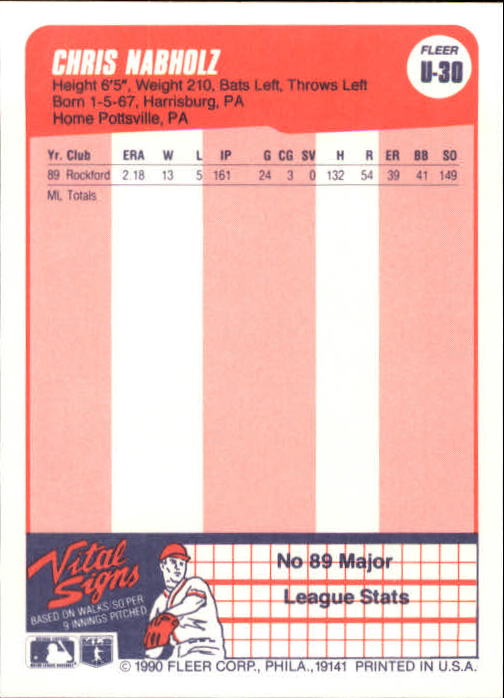 CHRIS NABHOLZ
FLEER
U-30
Height 6'5", Weight 210, Bats Left, Throws Left
Born 1-5-67, Harrisburg, PA
Home Pottsville, PA
Yr. Club ERA W L IP G CG SV H R ER BB SO
89 Rockford 2.18 13 5 161 24 3 0 132 54 39 41 149
ML Totals
Vital
Signs
BASED ON WALKS/SO PER
9 INNINGS PITCHED
No 89 Major
League Stats
© 1990 FLEER CORP., PHILA., 19141 PRINTED IN U.S.A.